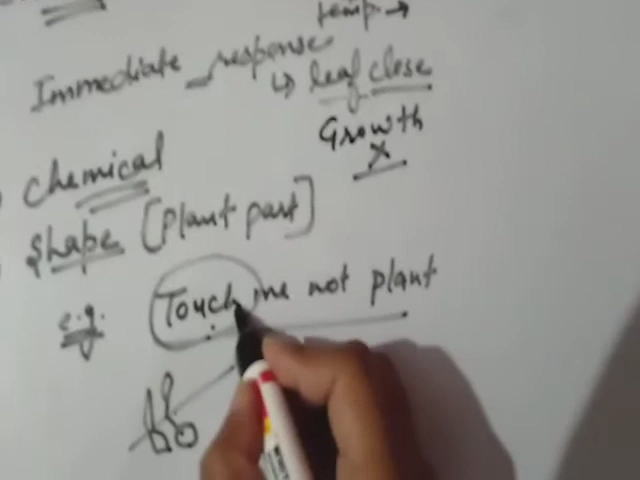 temp →
Immediate response
↳ leaf close
Growth
x
chemical
shape [plant part]
e.g. Touch me not plant